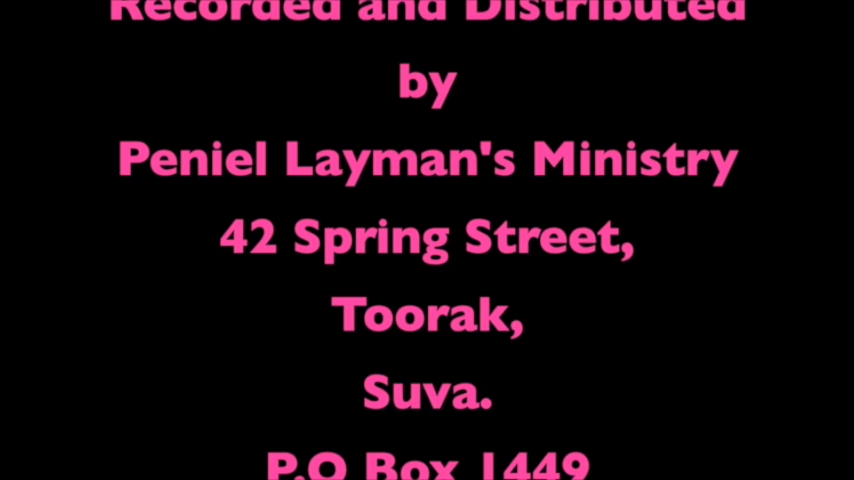 Recorded and Distributed
by
Peniel Layman's Ministry
42 Spring Street,
Toorak,
Suva.
P.O Box 1449